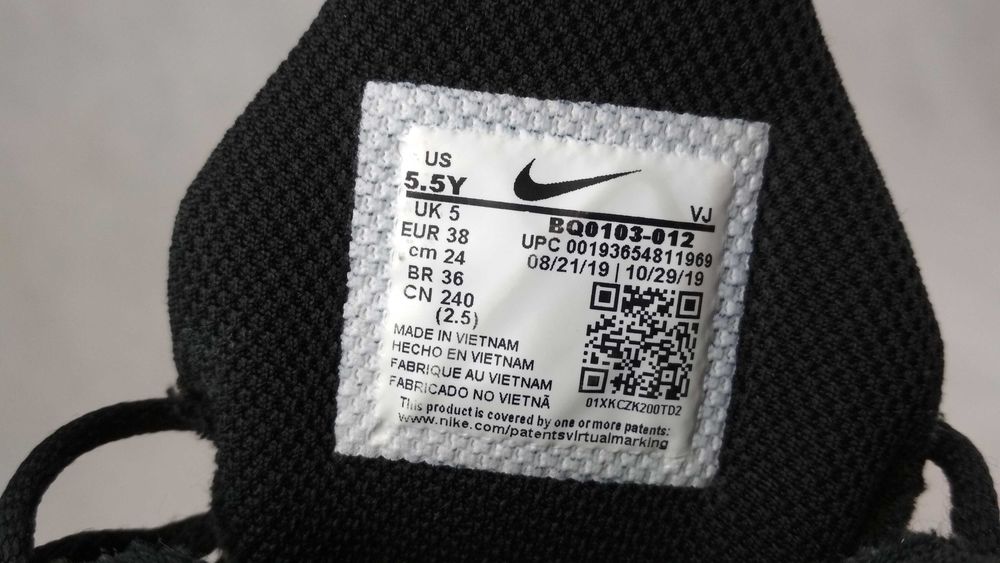 US
5.5Y
UK 5
EUR 38
cm 24
BR 36
CN 240
(2.5)
VJ
BQ0103-012
UPC 00193654811969
08/21/19 | 10/29/19
01XKCZK200TD2
MADE IN VIETNAM
HECHO EN VIETNAM
FABRIQUE AU VIETNAM
FABRICADO NO VIETNÃ
This product is covered by one or more patents:
www.nike.com/patentsvirtualmarking